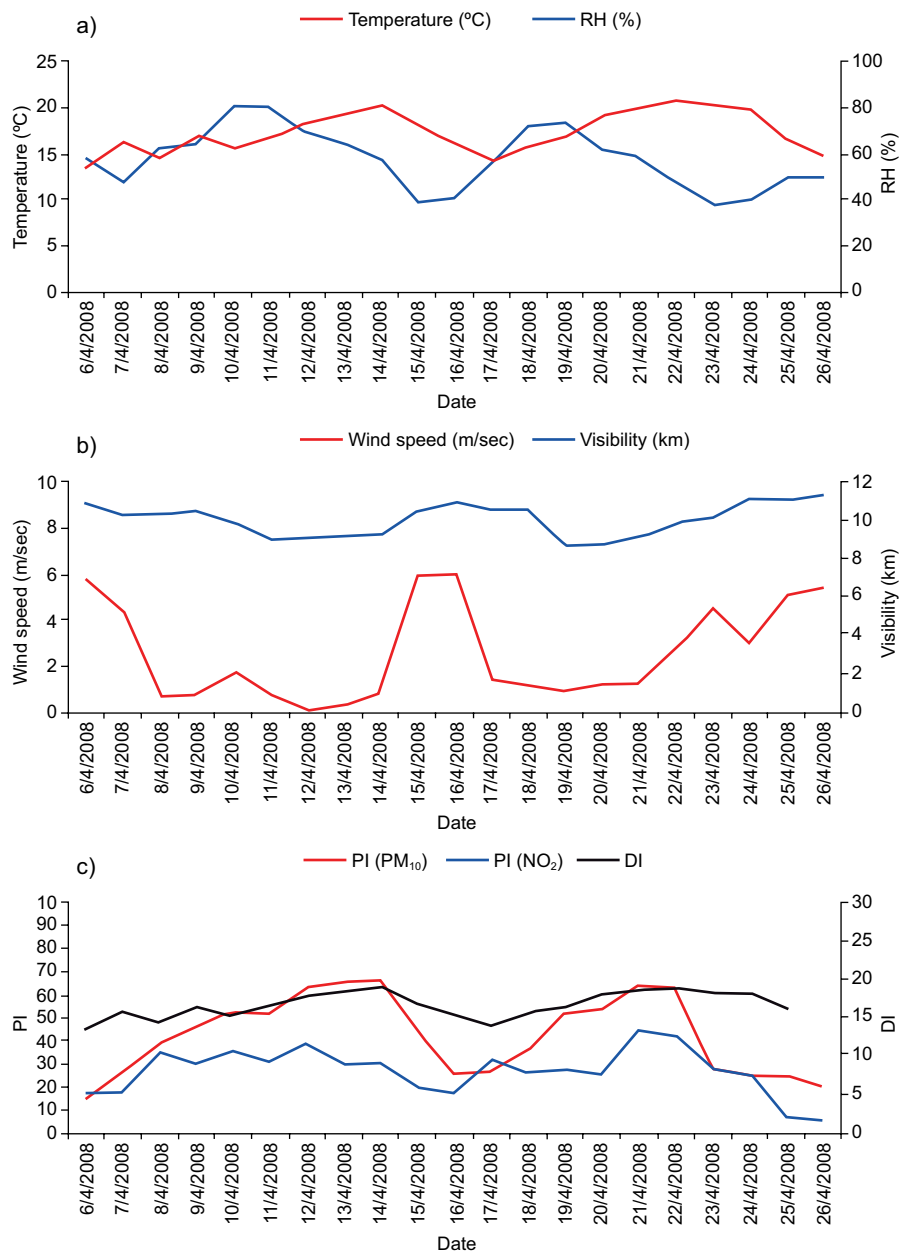 a)
Temperature (ºC) RH (%)
25 100
20 80
15 60
10 40
5 20
0 0
Temperature (ºC)
RH (%)
6/4/2008 7/4/2008 8/4/2008 9/4/2008 10/4/2008 11/4/2008 12/4/2008 13/4/2008 14/4/2008 15/4/2008 16/4/2008 17/4/2008 18/4/2008 19/4/2008 20/4/2008 21/4/2008 22/4/2008 23/4/2008 24/4/2008 25/4/2008 26/4/2008
Date
b)
Wind speed (m/sec) Visibility (km)
10 12
8 10
6 8
4 6
2 4
0 2
0
Wind speed (m/sec)
Visibility (km)
6/4/2008 7/4/2008 8/4/2008 9/4/2008 10/4/2008 11/4/2008 12/4/2008 13/4/2008 14/4/2008 15/4/2008 16/4/2008 17/4/2008 18/4/2008 19/4/2008 20/4/2008 21/4/2008 22/4/2008 23/4/2008 24/4/2008 25/4/2008 26/4/2008
Date
c)
PI (PM₁₀) PI (NO₂) DI
10 30
90 25
80 20
70 15
60 10
50 5
40 0
30
20
10
0
PI
DI
6/4/2008 7/4/2008 8/4/2008 9/4/2008 10/4/2008 11/4/2008 12/4/2008 13/4/2008 14/4/2008 15/4/2008 16/4/2008 17/4/2008 18/4/2008 19/4/2008 20/4/2008 21/4/2008 22/4/2008 23/4/2008 24/4/2008 25/4/2008 26/4/2008
Date